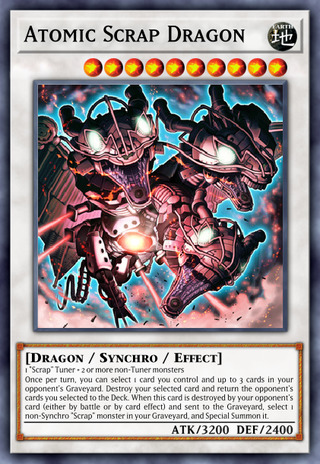 ATOMIC SCRAP DRAGON
EARTH
地
[DRAGON / SYNCHRO / EFFECT]
1 "Scrap" Tuner + 2 or more non-Tuner monsters
Once per turn, you can select 1 card you control and up to 3 cards in your
opponent's Graveyard. Destroy your selected card and return the opponent's
cards you selected to the Deck. When this card is destroyed by your opponent's
card (either by battle or by card effect) and sent to the Graveyard, select 1
non-Synchro "Scrap" monster in your Graveyard, and Special Summon it.
ATK/3200 DEF/2400